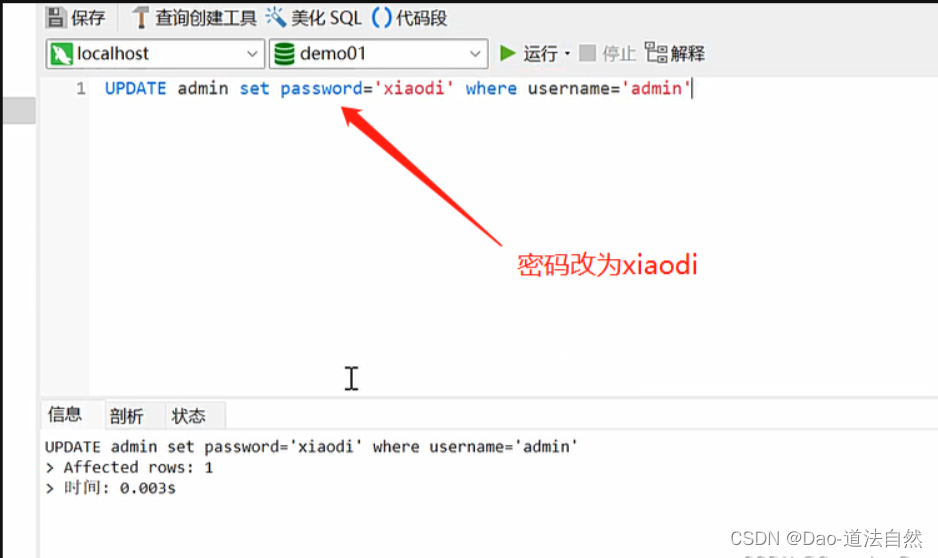 保存 查询创建工具 美化 SQL () 代码段
localhost demo01 运行 · 停止 解释
1 UPDATE admin set password='xiaodi' where username='admin'
密码改为xiaodi
信息 剖析 状态
UPDATE admin set password='xiaodi' where username='admin'
> Affected rows: 1
> 时间: 0.003s
CSDN @Dao-道法自然